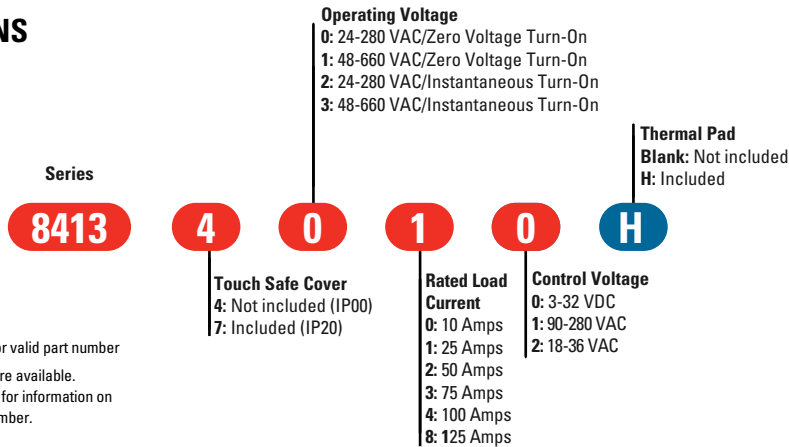 NS
Operating Voltage
0: 24-280 VAC/Zero Voltage Turn-On
1: 48-660 VAC/Zero Voltage Turn-On
2: 24-280 VAC/Instantaneous Turn-On
3: 48-660 VAC/Instantaneous Turn-On
Thermal Pad
Blank: Not included
H: Included
Series
8413 4 0 1 0 H
Touch Safe Cover
4: Not included (IP00)
7: Included (IP20)
Rated Load
Current
0: 10 Amps
1: 25 Amps
2: 50 Amps
3: 75 Amps
4: 100 Amps
8: 125 Amps
Control Voltage
0: 3-32 VDC
1: 90-280 VAC
2: 18-36 VAC
or valid part number
re available.
for information on
mber.